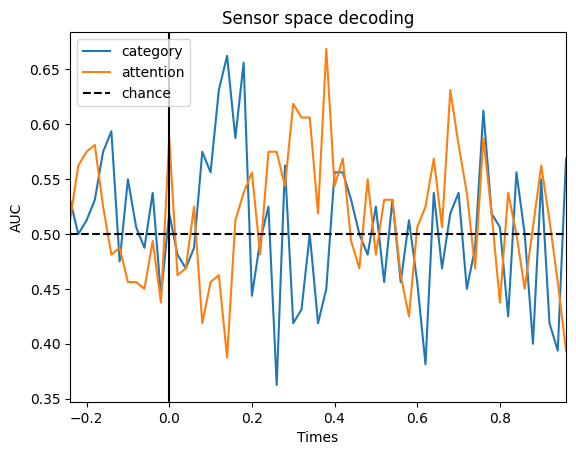 Sensor space decoding
category
attention
chance
AUC
0.65
0.60
0.55
0.50
0.45
0.40
0.35
−0.2
0.0
0.2
0.4
0.6
0.8
Times